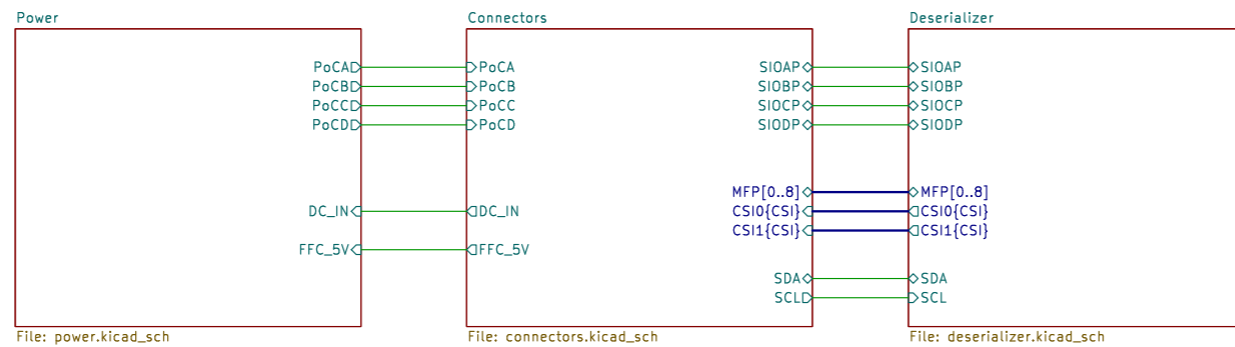 Power
PoCA
PoCB
PoCC
PoCD
DC_IN
FFC_5V
File: power.kicad_sch
Connectors
PoCA
PoCB
PoCC
PoCD
DC_IN
FFC_5V
SIOAP
SIOBP
SIOCP
SIODP
MFP[0..8]
CSI0{CSI}
CSI1{CSI}
SDA
SCL
File: connectors.kicad_sch
Deserializer
SIOAP
SIOBP
SIOCP
SIODP
MFP[0..8]
CSI0{CSI}
CSI1{CSI}
SDA
SCL
File: deserializer.kicad_sch